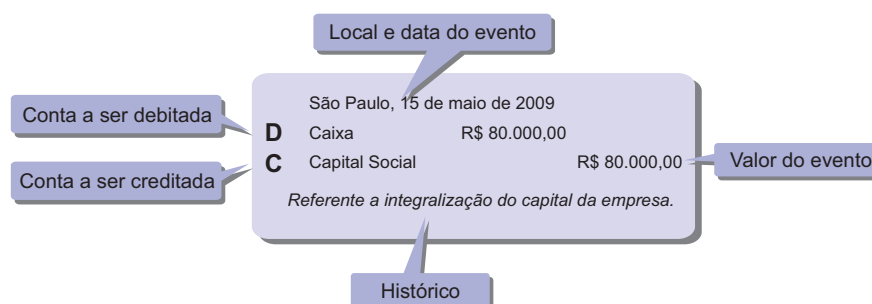 Local e data do evento
São Paulo, 15 de maio de 2009
Conta a ser debitada
D Caixa R$ 80.000,00
C Capital Social R$ 80.000,00
Valor do evento
Conta a ser creditada
Referente a integralização do capital da empresa.
Histórico